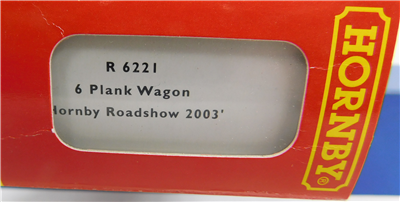 R 6221
6 Plank Wagon
Hornby Roadshow 2003'
HORNBY®